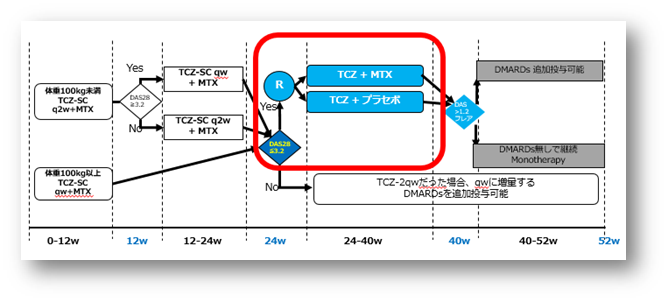 体重100kg未満
TCZ-SC
q2w+MTX
Yes
DAS28
≧3.2
No
TCZ-SC qw
+ MTX
TCZ-SC q2w
+ MTX
体重100kg以上
TCZ-SC
qw+MTX
R
Yes
DAS28
≦3.2
No
TCZ + MTX
TCZ + プラセボ
DAS
>1.2
フレア
DMARDs 追加投与可能
DMARDs無しで継続
Monotherapy
TCZ-2qwだった場合、qwに増量する
DMARDsを追加投与可能
0-12w
12w
12-24w
24w
24-40w
40w
40-52w
52w